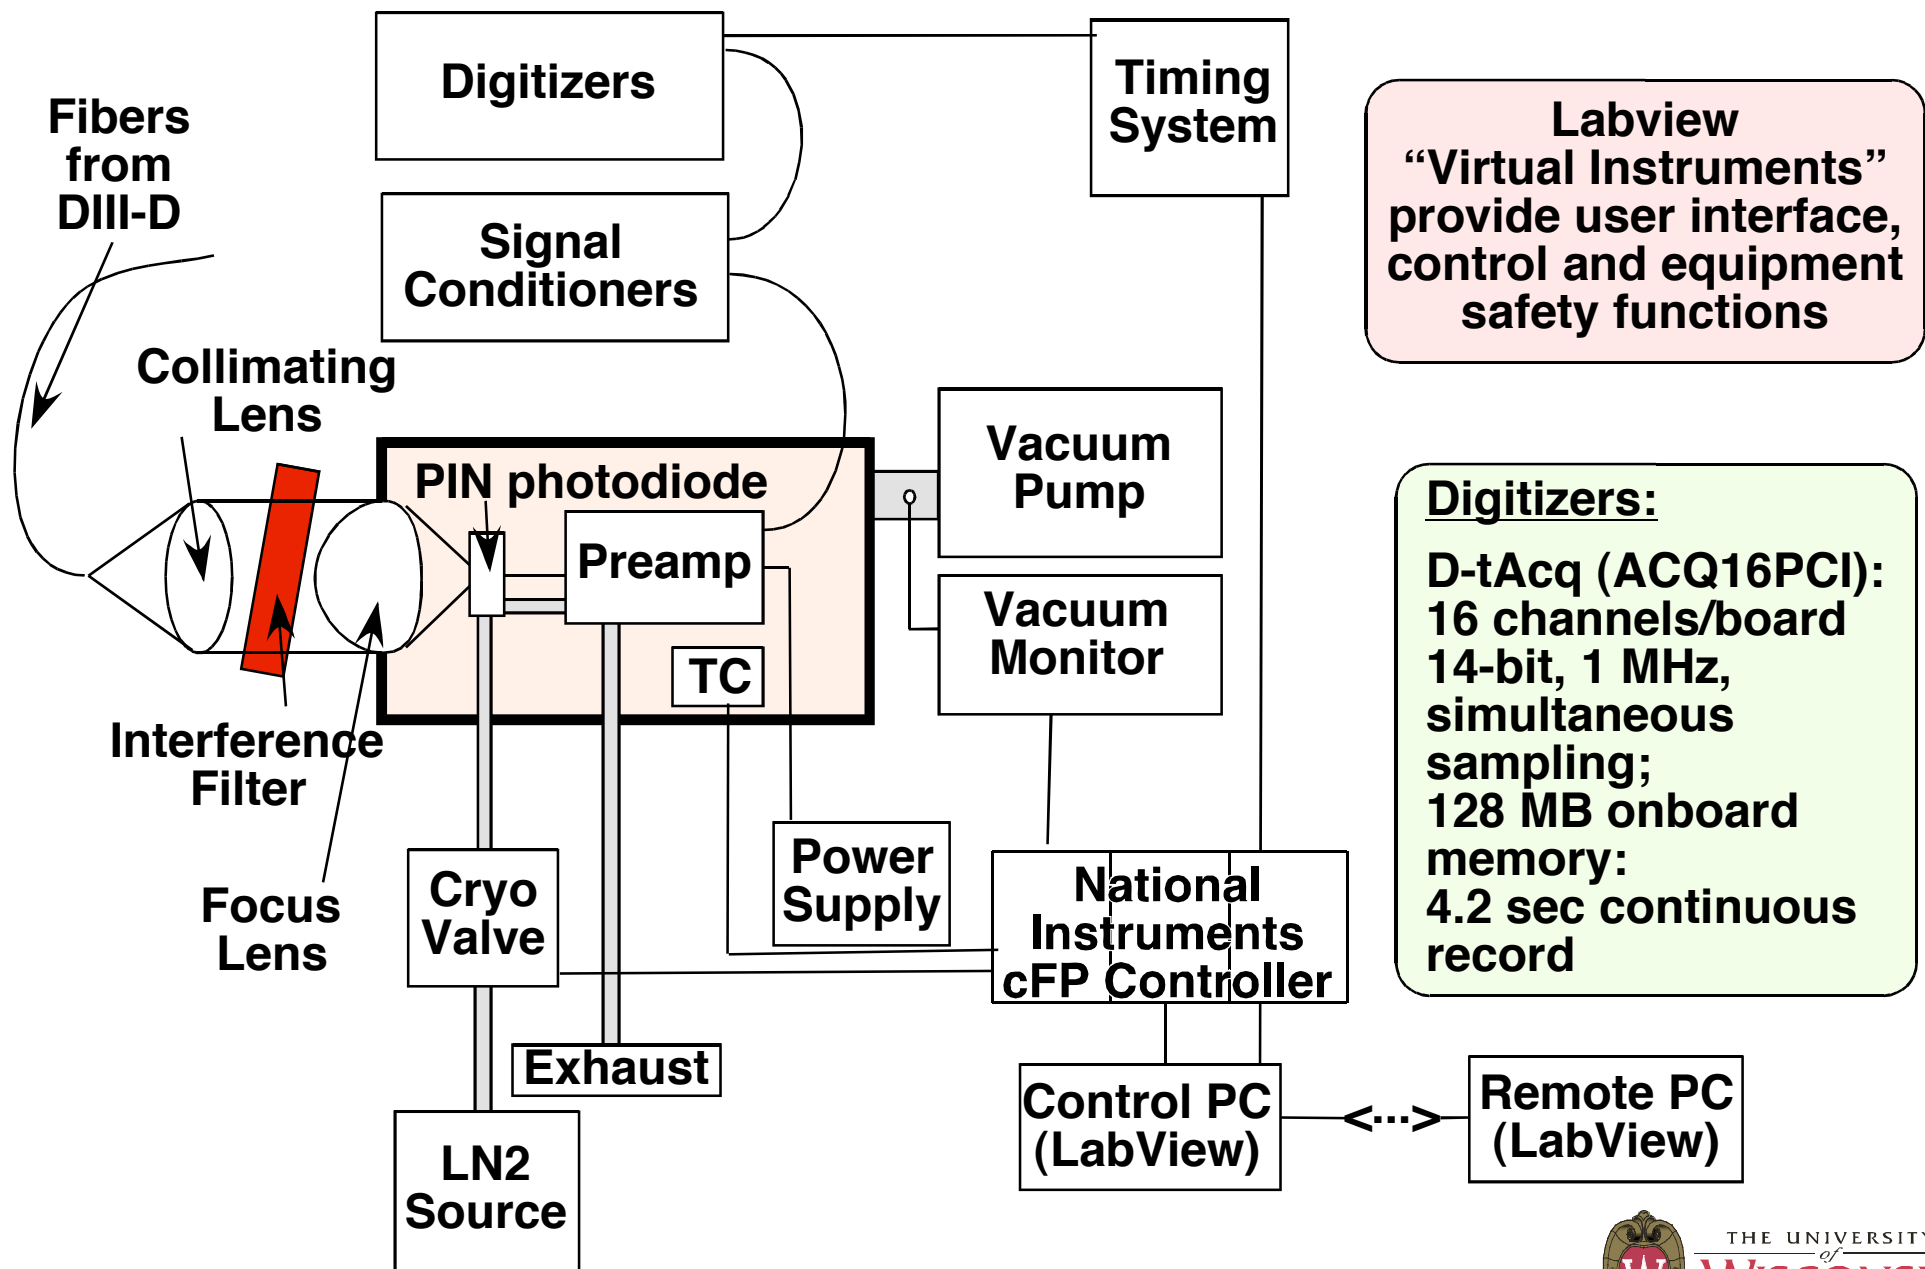 Digitizers
Timing
System
Fibers
from
DIII-D
Labview
“Virtual Instruments”
provide user interface,
control and equipment
safety functions
Signal
Conditioners
Collimating
Lens
PIN photodiode
Preamp
TC
Vacuum
Pump
Vacuum
Monitor
Interference
Filter
Focus
Lens
Cryo
Valve
Power
Supply
National
Instruments
cFP Controller
Exhaust
LN2
Source
Control PC
(LabView)
<...>
Remote PC
(LabView)
Digitizers:
D-tAcq (ACQ16PCI):
16 channels/board
14-bit, 1 MHz,
simultaneous
sampling;
128 MB onboard
memory:
4.2 sec continuous
record
THE UNIVERSITY
of